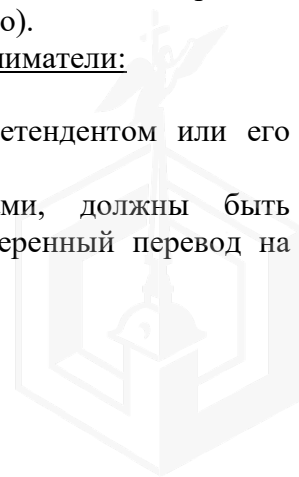 о).
ниматели:
етендентом или его
ми, должны быть
еренный перевод на